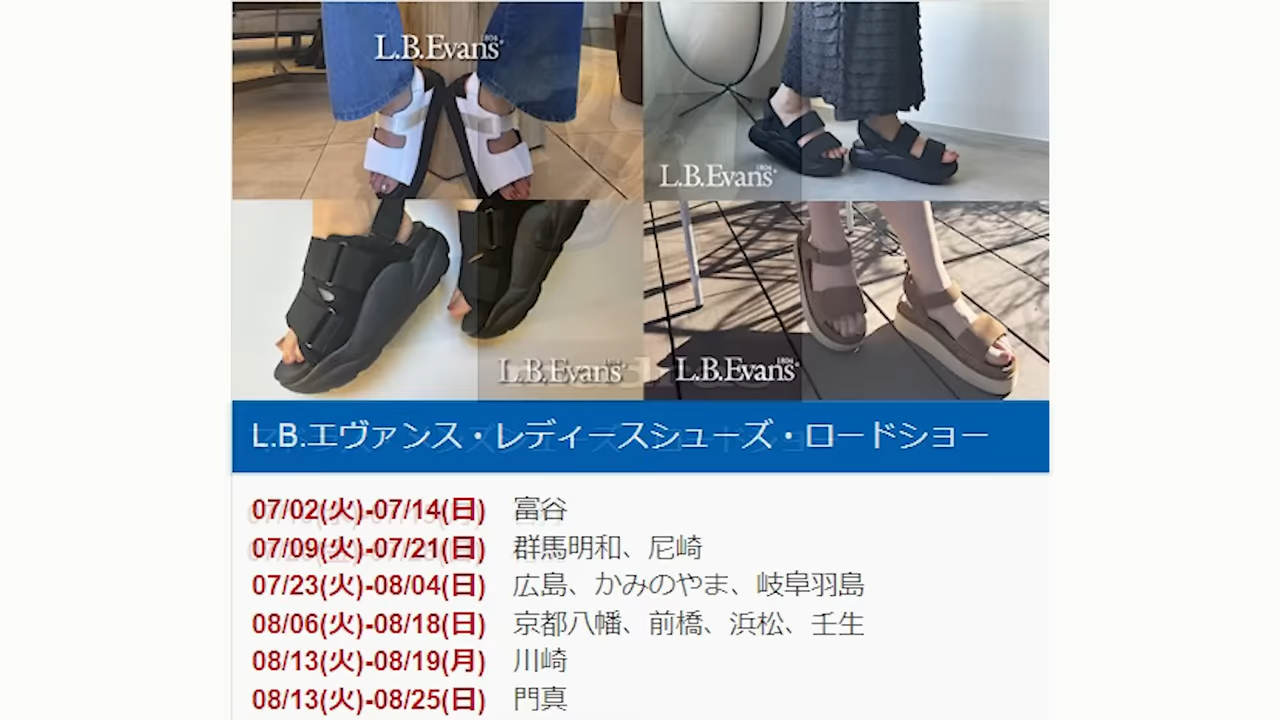 L.B.Evans
1804
L.B.Evans
1804
L.B.Evans
1804
L.B.Evans
1804
L.B.エヴァンス・レディースシューズ・ロードショー
07/02(火)-07/14(日) 富谷
07/09(火)-07/21(日) 群馬明和、尼崎
07/23(火)-08/04(日) 広島、かみのやま、岐阜羽島
08/06(火)-08/18(日) 京都八幡、前橋、浜松、壬生
08/13(火)-08/19(月) 川崎
08/13(火)-08/25(日) 門真